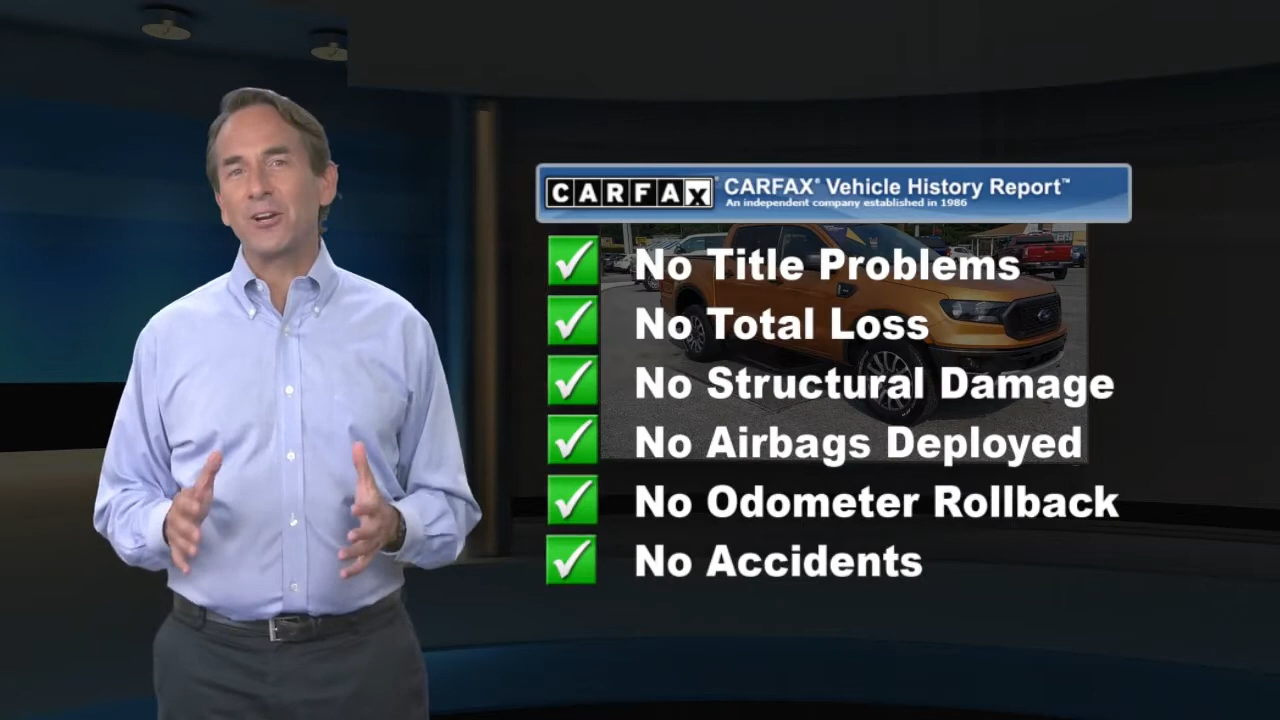 CARFAX CARFAX® Vehicle History Report™
An independent company established in 1986
No Title Problems
No Total Loss
No Structural Damage
No Airbags Deployed
No Odometer Rollback
No Accidents